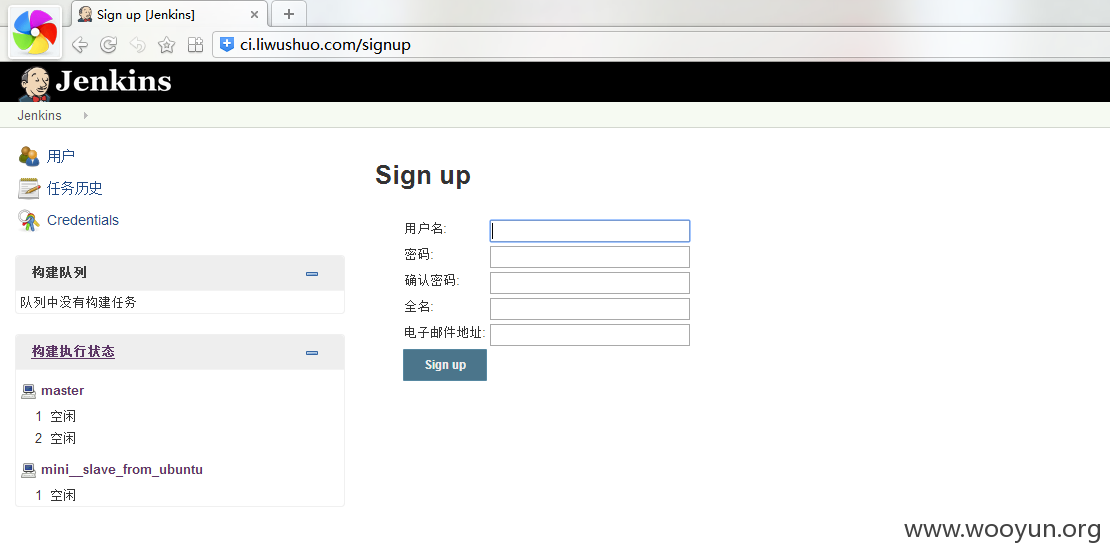 Sign up [Jenkins]
ci.liwushuo.com/signup
Jenkins
Jenkins
用户
任务历史
Credentials
构建队列
队列中没有构建任务
构建执行状态
master
1 空闲
2 空闲
mini__slave_from_ubuntu
1 空闲
Sign up
用户名:
密码:
确认密码:
全名:
电子邮件地址:
Sign up
www.wooyun.org